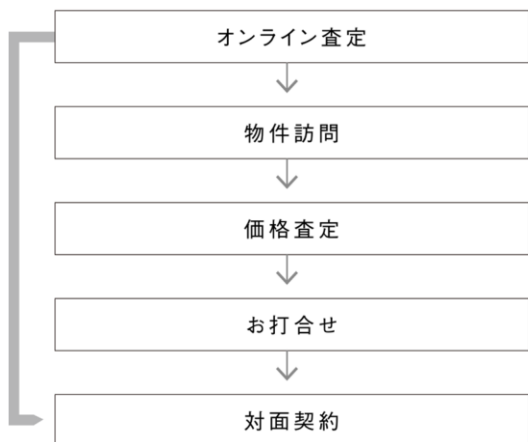 オンライン査定
物件訪問
価格査定
お打合せ
対面契約